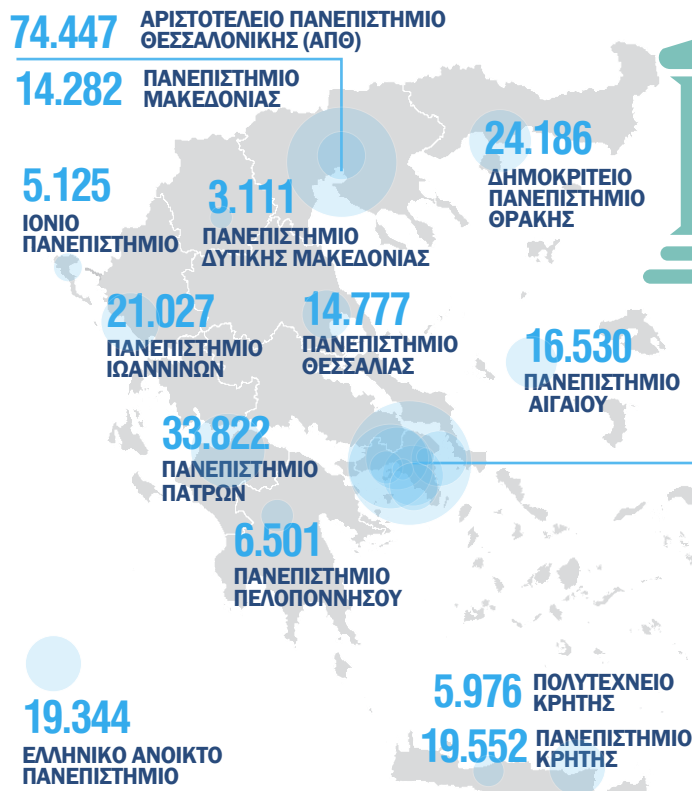 74.447
ΑΡΙΣΤΟΤΕΛΕΙΟ ΠΑΝΕΠΙΣΤΗΜΙΟ
ΘΕΣΣΑΛΟΝΙΚΗΣ (ΑΠΘ)
14.282
ΠΑΝΕΠΙΣΤΗΜΙΟ
ΜΑΚΕΔΟΝΙΑΣ
24.186
ΔΗΜΟΚΡΙΤΕΙΟ
ΠΑΝΕΠΙΣΤΗΜΙΟ
ΘΡΑΚΗΣ
5.125
ΙΟΝΙΟ
ΠΑΝΕΠΙΣΤΗΜΙΟ
3.111
ΠΑΝΕΠΙΣΤΗΜΙΟ
ΔΥΤΙΚΗΣ ΜΑΚΕΔΟΝΙΑΣ
21.027
ΠΑΝΕΠΙΣΤΗΜΙΟ
ΙΩΑΝΝΙΝΩΝ
14.777
ΠΑΝΕΠΙΣΤΗΜΙΟ
ΘΕΣΣΑΛΙΑΣ
16.530
ΠΑΝΕΠΙΣΤΗΜΙΟ
ΑΙΓΑΙΟΥ
33.822
ΠΑΝΕΠΙΣΤΗΜΙΟ
ΠΑΤΡΩΝ
6.501
ΠΑΝΕΠΙΣΤΗΜΙΟ
ΠΕΛΟΠΟΝΝΗΣΟΥ
19.344
ΕΛΛΗΝΙΚΟ ΑΝΟΙΚΤΟ
ΠΑΝΕΠΙΣΤΗΜΙΟ
5.976
ΠΟΛΥΤΕΧΝΕΙΟ
ΚΡΗΤΗΣ
19.552
ΠΑΝΕΠΙΣΤΗΜΙΟ
ΚΡΗΤΗΣ